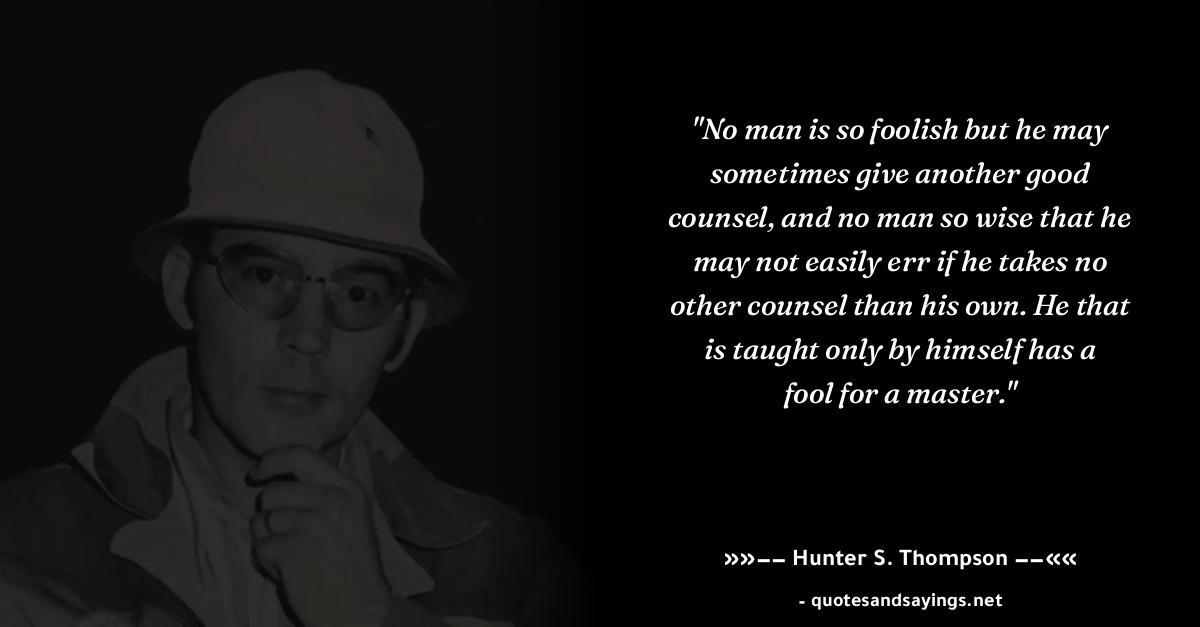 "No man is so foolish but he may
sometimes give another good
counsel, and no man so wise that he
may not easily err if he takes no
other counsel than his own. He that
is taught only by himself has a
fool for a master."
»»−− Hunter S. Thompson −−««
- quotesandsayings.net